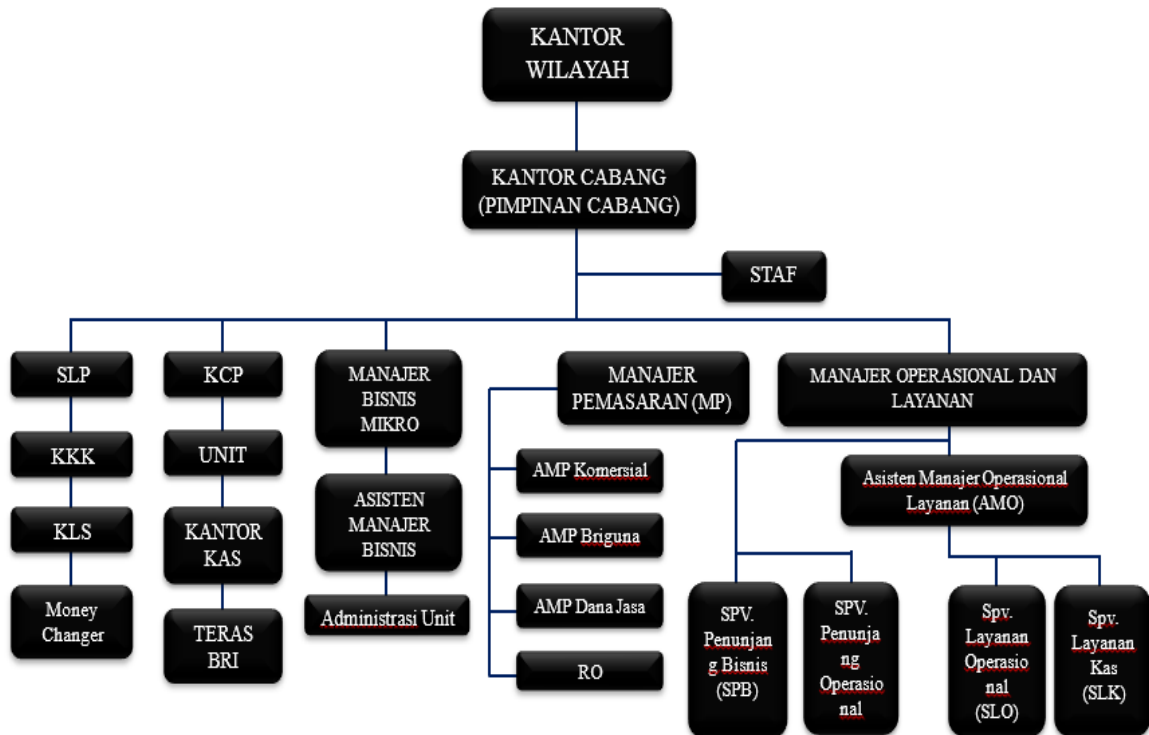 KANTOR
WILAYAH
KANTOR CABANG
(PIMPINAN CABANG)
STAF
SLP
KKK
KLS
Money
Changer
KCP
UNIT
KANTOR
KAS
TERAS
BRI
MANAJER
BISNIS
MIKRO
ASISTEN
MANAJER
BISNIS
Administrasi Unit
MANAJER
PEMASARAN (MP)
AMP Komersial
AMP Briguna
AMP Dana Jasa
RO
MANAJER OPERASIONAL DAN
LAYANAN
Asisten Manajer Operasional
Layanan (AMO)
SPV.
Penunjan
g Bisnis
(SPB)
SPV.
Penunja
ng
Operasio
nal
Spv.
Layanan
Operasio
nal
(SLO)
Spv.
Layanan
Kas
(SLK)